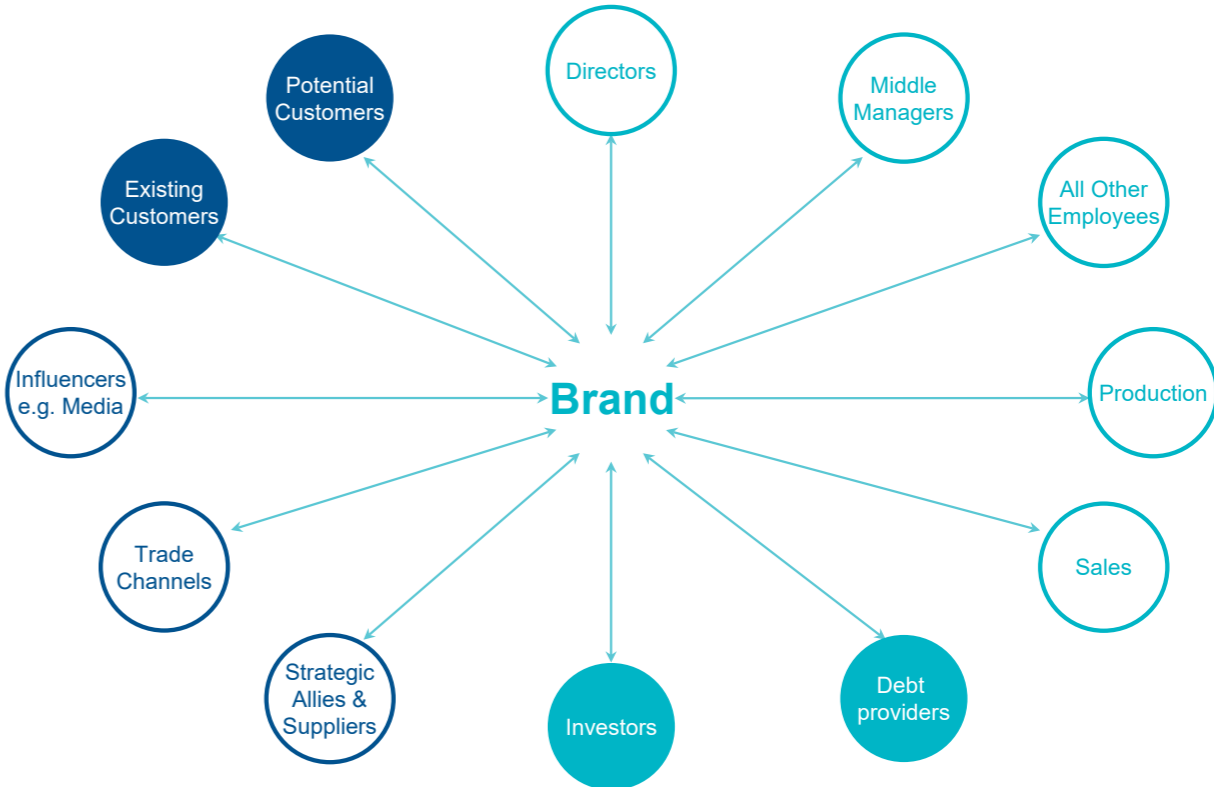 Directors
Middle
Managers
All Other
Employees
Production
Sales
Debt
providers
Investors
Strategic
Allies &
Suppliers
Trade
Channels
Influencers
e.g. Media
Existing
Customers
Potential
Customers
Brand